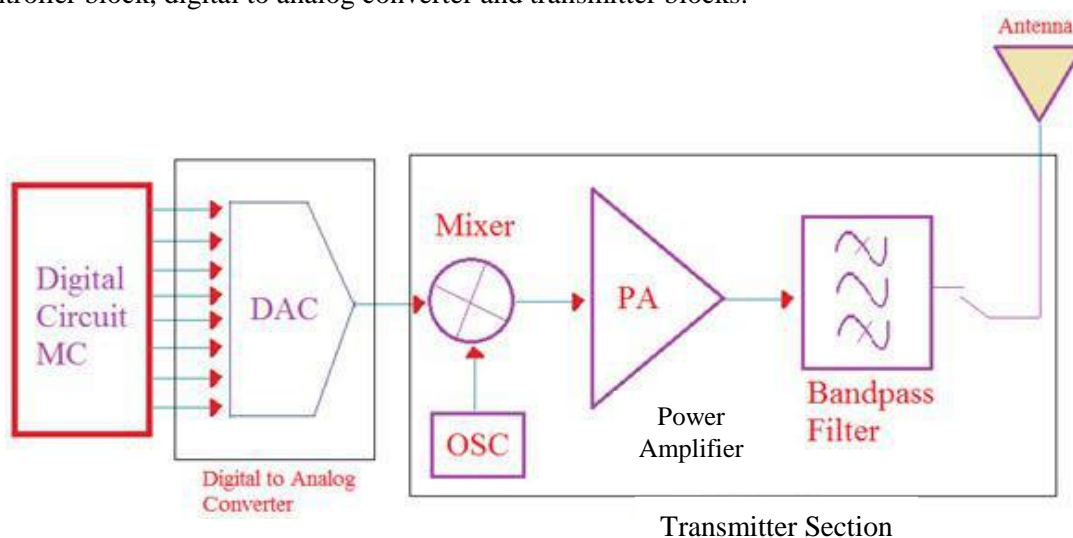 ntroller block, digital to analog converter and transmitter blocks.
Antenna
Digital
Circuit
MC
DAC
Digital to Analog
Converter
Mixer
OSC
PA
Power
Amplifier
Bandpass
Filter
Transmitter Section